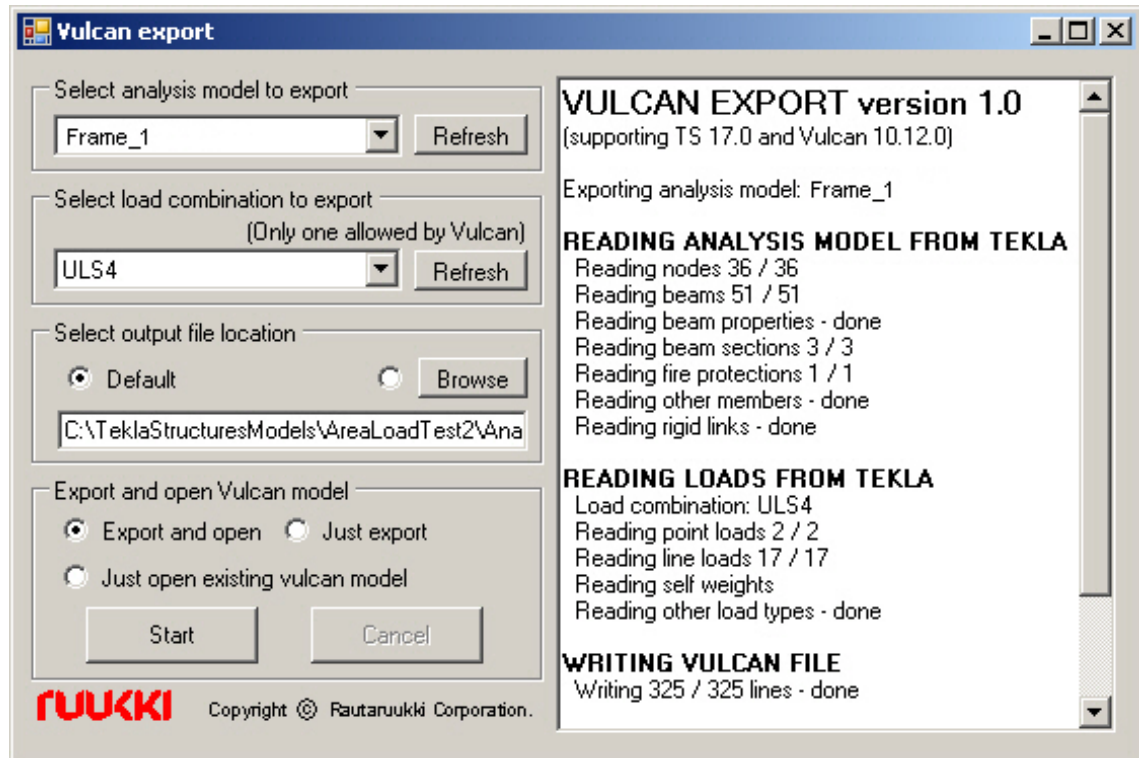 Vulcan export
Select analysis model to export
Frame_1
Refresh
Select load combination to export
(Only one allowed by Vulcan)
ULS4
Refresh
Select output file location
Default
Browse
C:\TeklaStructuresModels\AreaLoadTest2\Ana
Export and open Vulcan model
Export and open
Just export
Just open existing vulcan model
Start
Cancel
ruukki
Copyright © Rautaruukki Corporation.
VULCAN EXPORT version 1.0
(supporting TS 17.0 and Vulcan 10.12.0)
Exporting analysis model: Frame_1
READING ANALYSIS MODEL FROM TEKLA
Reading nodes 36 / 36
Reading beams 51 / 51
Reading beam properties - done
Reading beam sections 3 / 3
Reading fire protections 1 / 1
Reading other members - done
Reading rigid links - done
READING LOADS FROM TEKLA
Load combination: ULS4
Reading point loads 2 / 2
Reading line loads 17 / 17
Reading self weights
Reading other load types - done
WRITING VULCAN FILE
Writing 325 / 325 lines - done